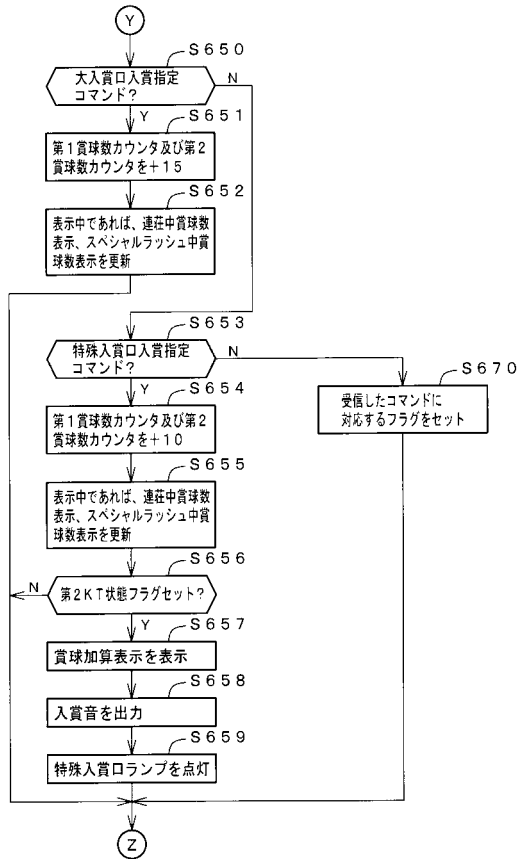 Y
S650
大入賞口入賞指定
コマンド?
N
Y
S651
第1賞球数カウンタ及び第2
賞球数カウンタを+15
S652
表示中であれば、連荘中賞球数
表示、スペシャルラッシュ中賞
球数表示を更新
S653
特殊入賞口入賞指定
コマンド?
N
Y
S670
受信したコマンドに
対応するフラグをセット
S654
第1賞球数カウンタ及び第2
賞球数カウンタを+10
S655
表示中であれば、連荘中賞球数
表示、スペシャルラッシュ中賞
球数表示を更新
S656
N
第2KT状態フラグセット?
Y
S657
賞球加算表示を表示
S658
入賞音を出力
S659
特殊入賞口ランプを点灯
Z